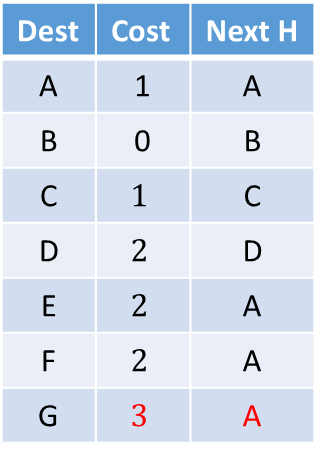 Dest Cost Next H
A 1 A
B 0 B
C 1 C
D 2 D
E 2 A
F 2 A
G 3 A